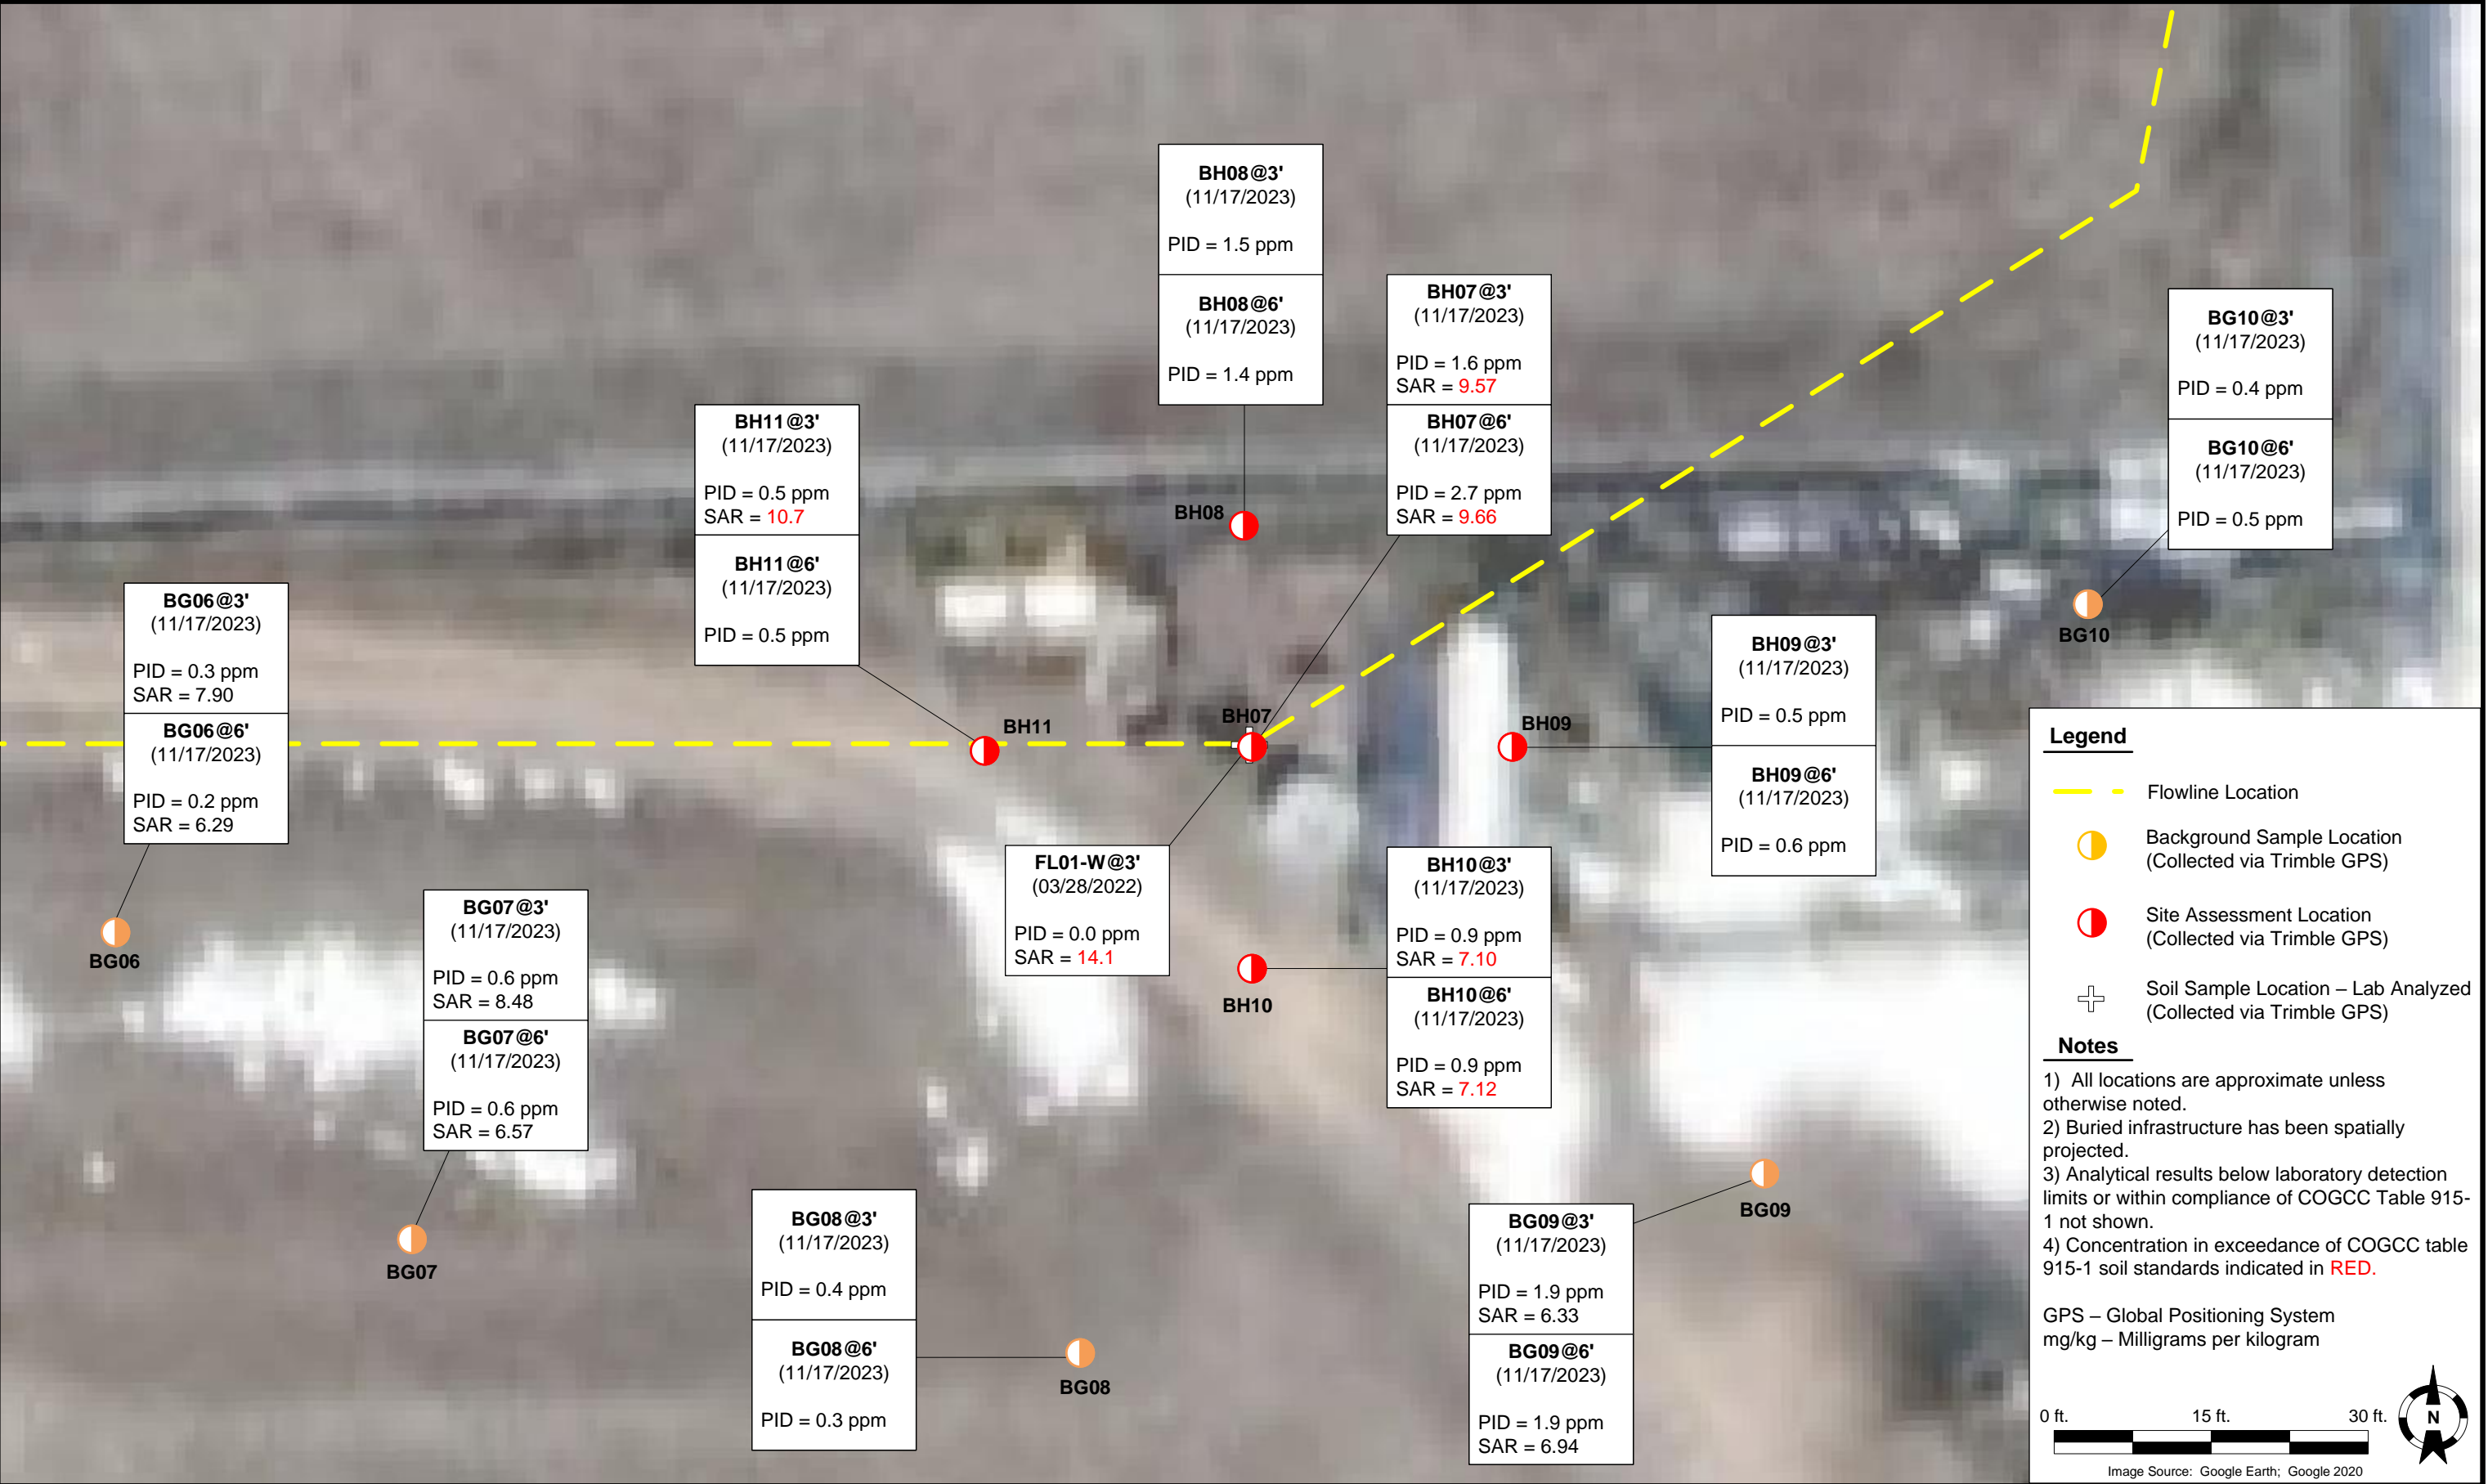 BH08@3'
(11/17/2023)
PID = 1.5 ppm
BH08@6'
(11/17/2023)
PID = 1.4 ppm
BH07@3'
(11/17/2023)
PID = 1.6 ppm
SAR = 9.57
BH07@6'
(11/17/2023)
PID = 2.7 ppm
SAR = 9.66
BG10@3'
(11/17/2023)
PID = 0.4 ppm
BG10@6'
(11/17/2023)
PID = 0.5 ppm
BH11@3'
(11/17/2023)
PID = 0.5 ppm
SAR = 10.7
BH11@6'
(11/17/2023)
PID = 0.5 ppm
BH08
BG10
BG06@3'
(11/17/2023)
PID = 0.3 ppm
SAR = 7.90
BG06@6'
(11/17/2023)
PID = 0.2 ppm
SAR = 6.29
BH11
BH07
BH09
BH09@3'
(11/17/2023)
PID = 0.5 ppm
BH09@6'
(11/17/2023)
PID = 0.6 ppm
FL01-W@3'
(03/28/2022)
PID = 0.0 ppm
SAR = 14.1
BH10@3'
(11/17/2023)
PID = 0.9 ppm
SAR = 7.10
BH10@6'
(11/17/2023)
PID = 0.9 ppm
SAR = 7.12
BG06
BH10
BG07@3'
(11/17/2023)
PID = 0.6 ppm
SAR = 8.48
BG07@6'
(11/17/2023)
PID = 0.6 ppm
SAR = 6.57
BG07
BG08@3'
(11/17/2023)
PID = 0.4 ppm
BG08@6'
(11/17/2023)
PID = 0.3 ppm
BG08
BG09@3'
(11/17/2023)
PID = 1.9 ppm
SAR = 6.33
BG09@6'
(11/17/2023)
PID = 1.9 ppm
SAR = 6.94
BG09
Legend
Flowline Location
Background Sample Location
(Collected via Trimble GPS)
Site Assessment Location
(Collected via Trimble GPS)
Soil Sample Location – Lab Analyzed
(Collected via Trimble GPS)
Notes
1) All locations are approximate unless
otherwise noted.
2) Buried infrastructure has been spatially
projected.
3) Analytical results below laboratory detection
limits or within compliance of COGCC Table 915-
1 not shown.
4) Concentration in exceedance of COGCC table
915-1 soil standards indicated in RED.
GPS – Global Positioning System
mg/kg – Milligrams per kilogram
0 ft. 15 ft. 30 ft.
N
Image Source: Google Earth; Google 2020